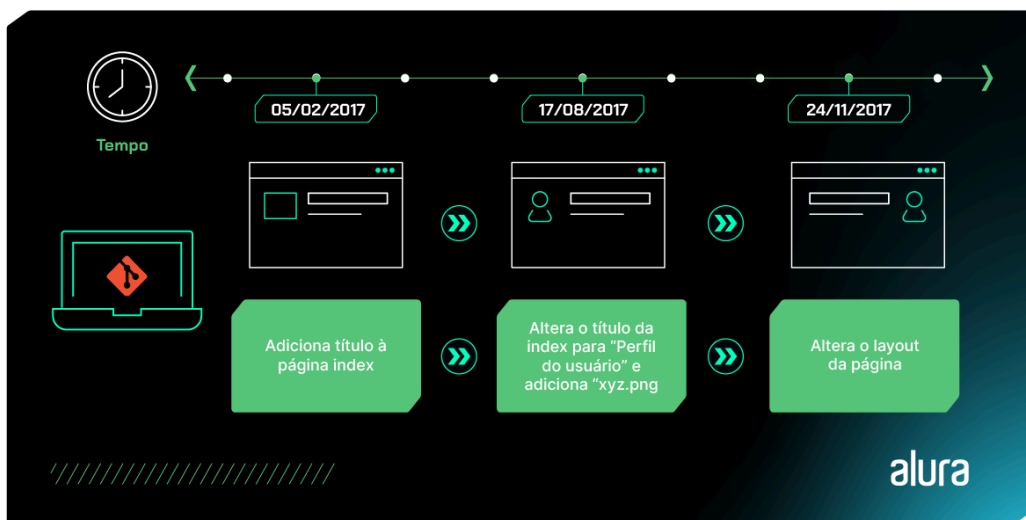 Tempo
05/02/2017
17/08/2017
24/11/2017
Adiciona título à
página index
Altera o título da
index para “Perfil
do usuário” e
adiciona “xyz.png
Altera o layout
da página
alura